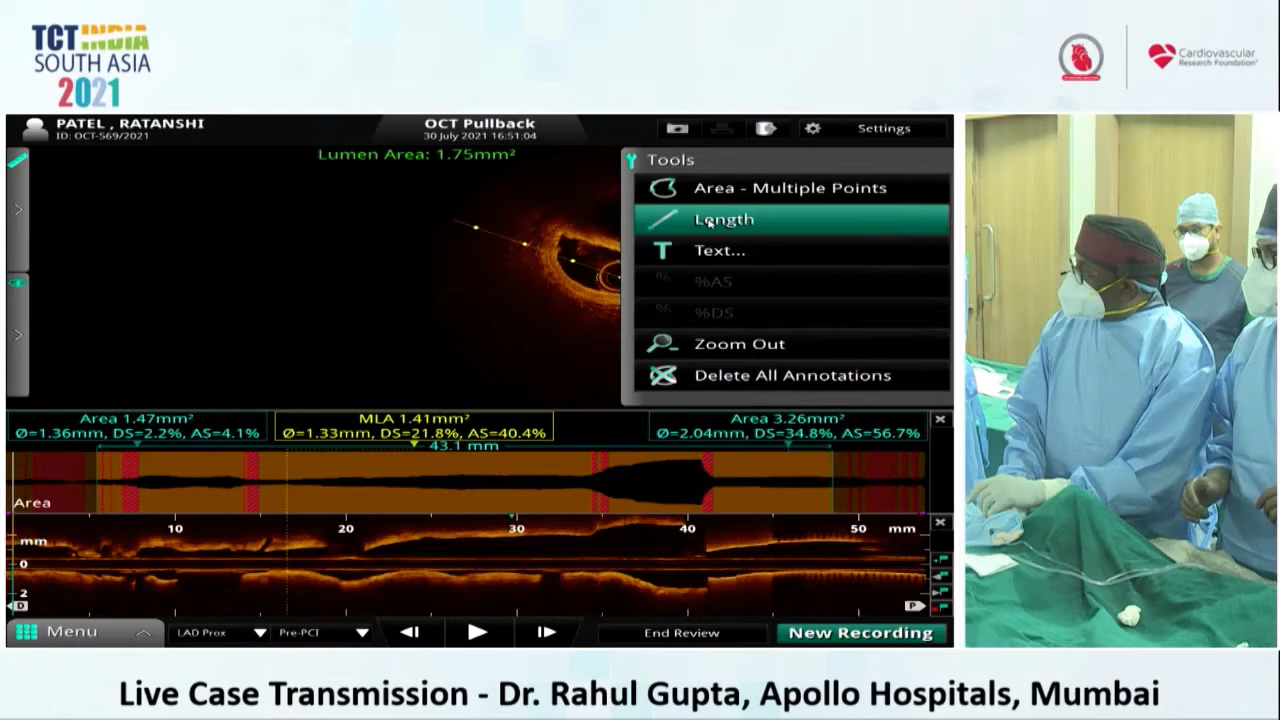 TCT INDIA
SOUTH ASIA
2021
Cardiovascular
Research Foundation
PATEL , RATANSHI
ID: OCT-569/2021
OCT Pullback
30 July 2021 16:51:04
Settings
Lumen Area: 1.75mm²
Tools
Area - Multiple Points
Length
Text...
%AS
%DS
Zoom Out
Delete All Annotations
Area 1.47mm²
Ø=1.36mm, DS=2.2%, AS=4.1%
MLA 1.41mm²
Ø=1.33mm, DS=21.8%, AS=40.4%
Area 3.26mm²
Ø=2.04mm, DS=34.8%, AS=56.7%
43.1 mm
Area
10 20 30 40 50 mm
mm
0
2
D
P
Menu
LAD Prox
Pre-PCI
End Review
New Recording
Live Case Transmission - Dr. Rahul Gupta, Apollo Hospitals, Mumbai